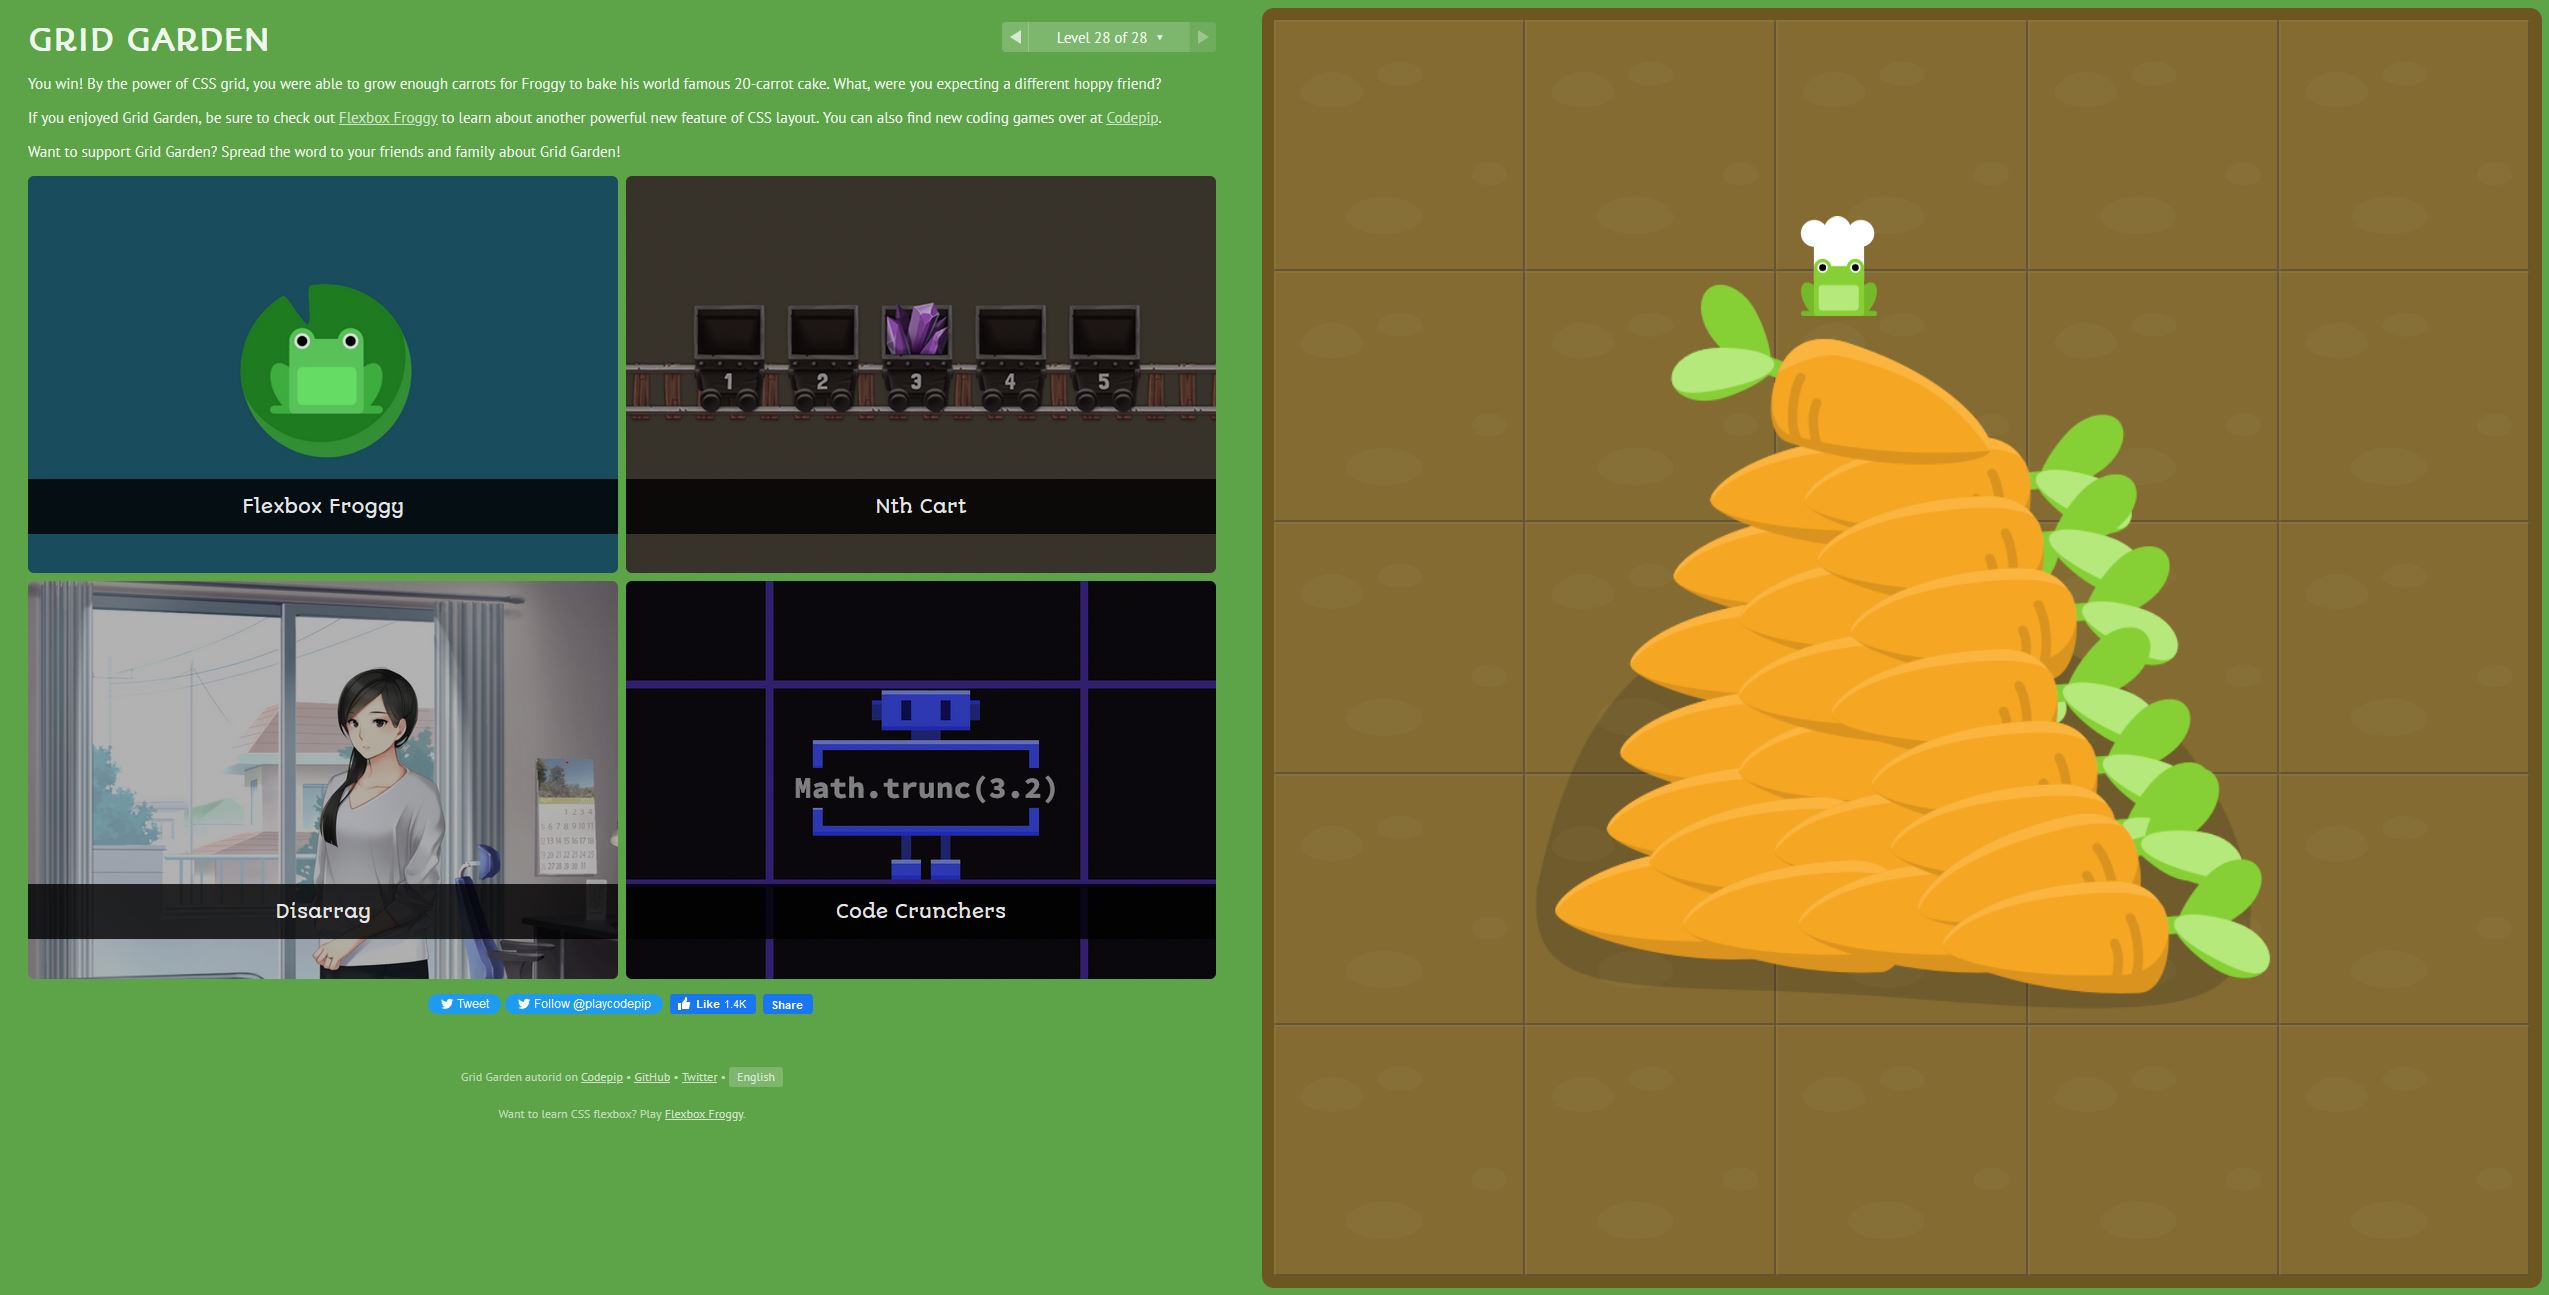 GRID GARDEN
Level 28 of 28
You win! By the power of CSS grid, you were able to grow enough carrots for Froggy to bake his world famous 20-carrot cake. What, were you expecting a different hoppy friend?
If you enjoyed Grid Garden, be sure to check out Flexbox Froggy to learn about another powerful new feature of CSS layout. You can also find new coding games over at Codepip.
Want to support Grid Garden? Spread the word to your friends and family about Grid Garden!
Flexbox Froggy
1 2 3 4 5
Nth Cart
Disarray
Math.trunc(3.2)
Code Crunchers
Tweet Follow @playcodepip Like 1.4K Share
Grid Garden autorid on Codepip • GitHub • Twitter • English
Want to learn CSS flexbox? Play Flexbox Froggy.